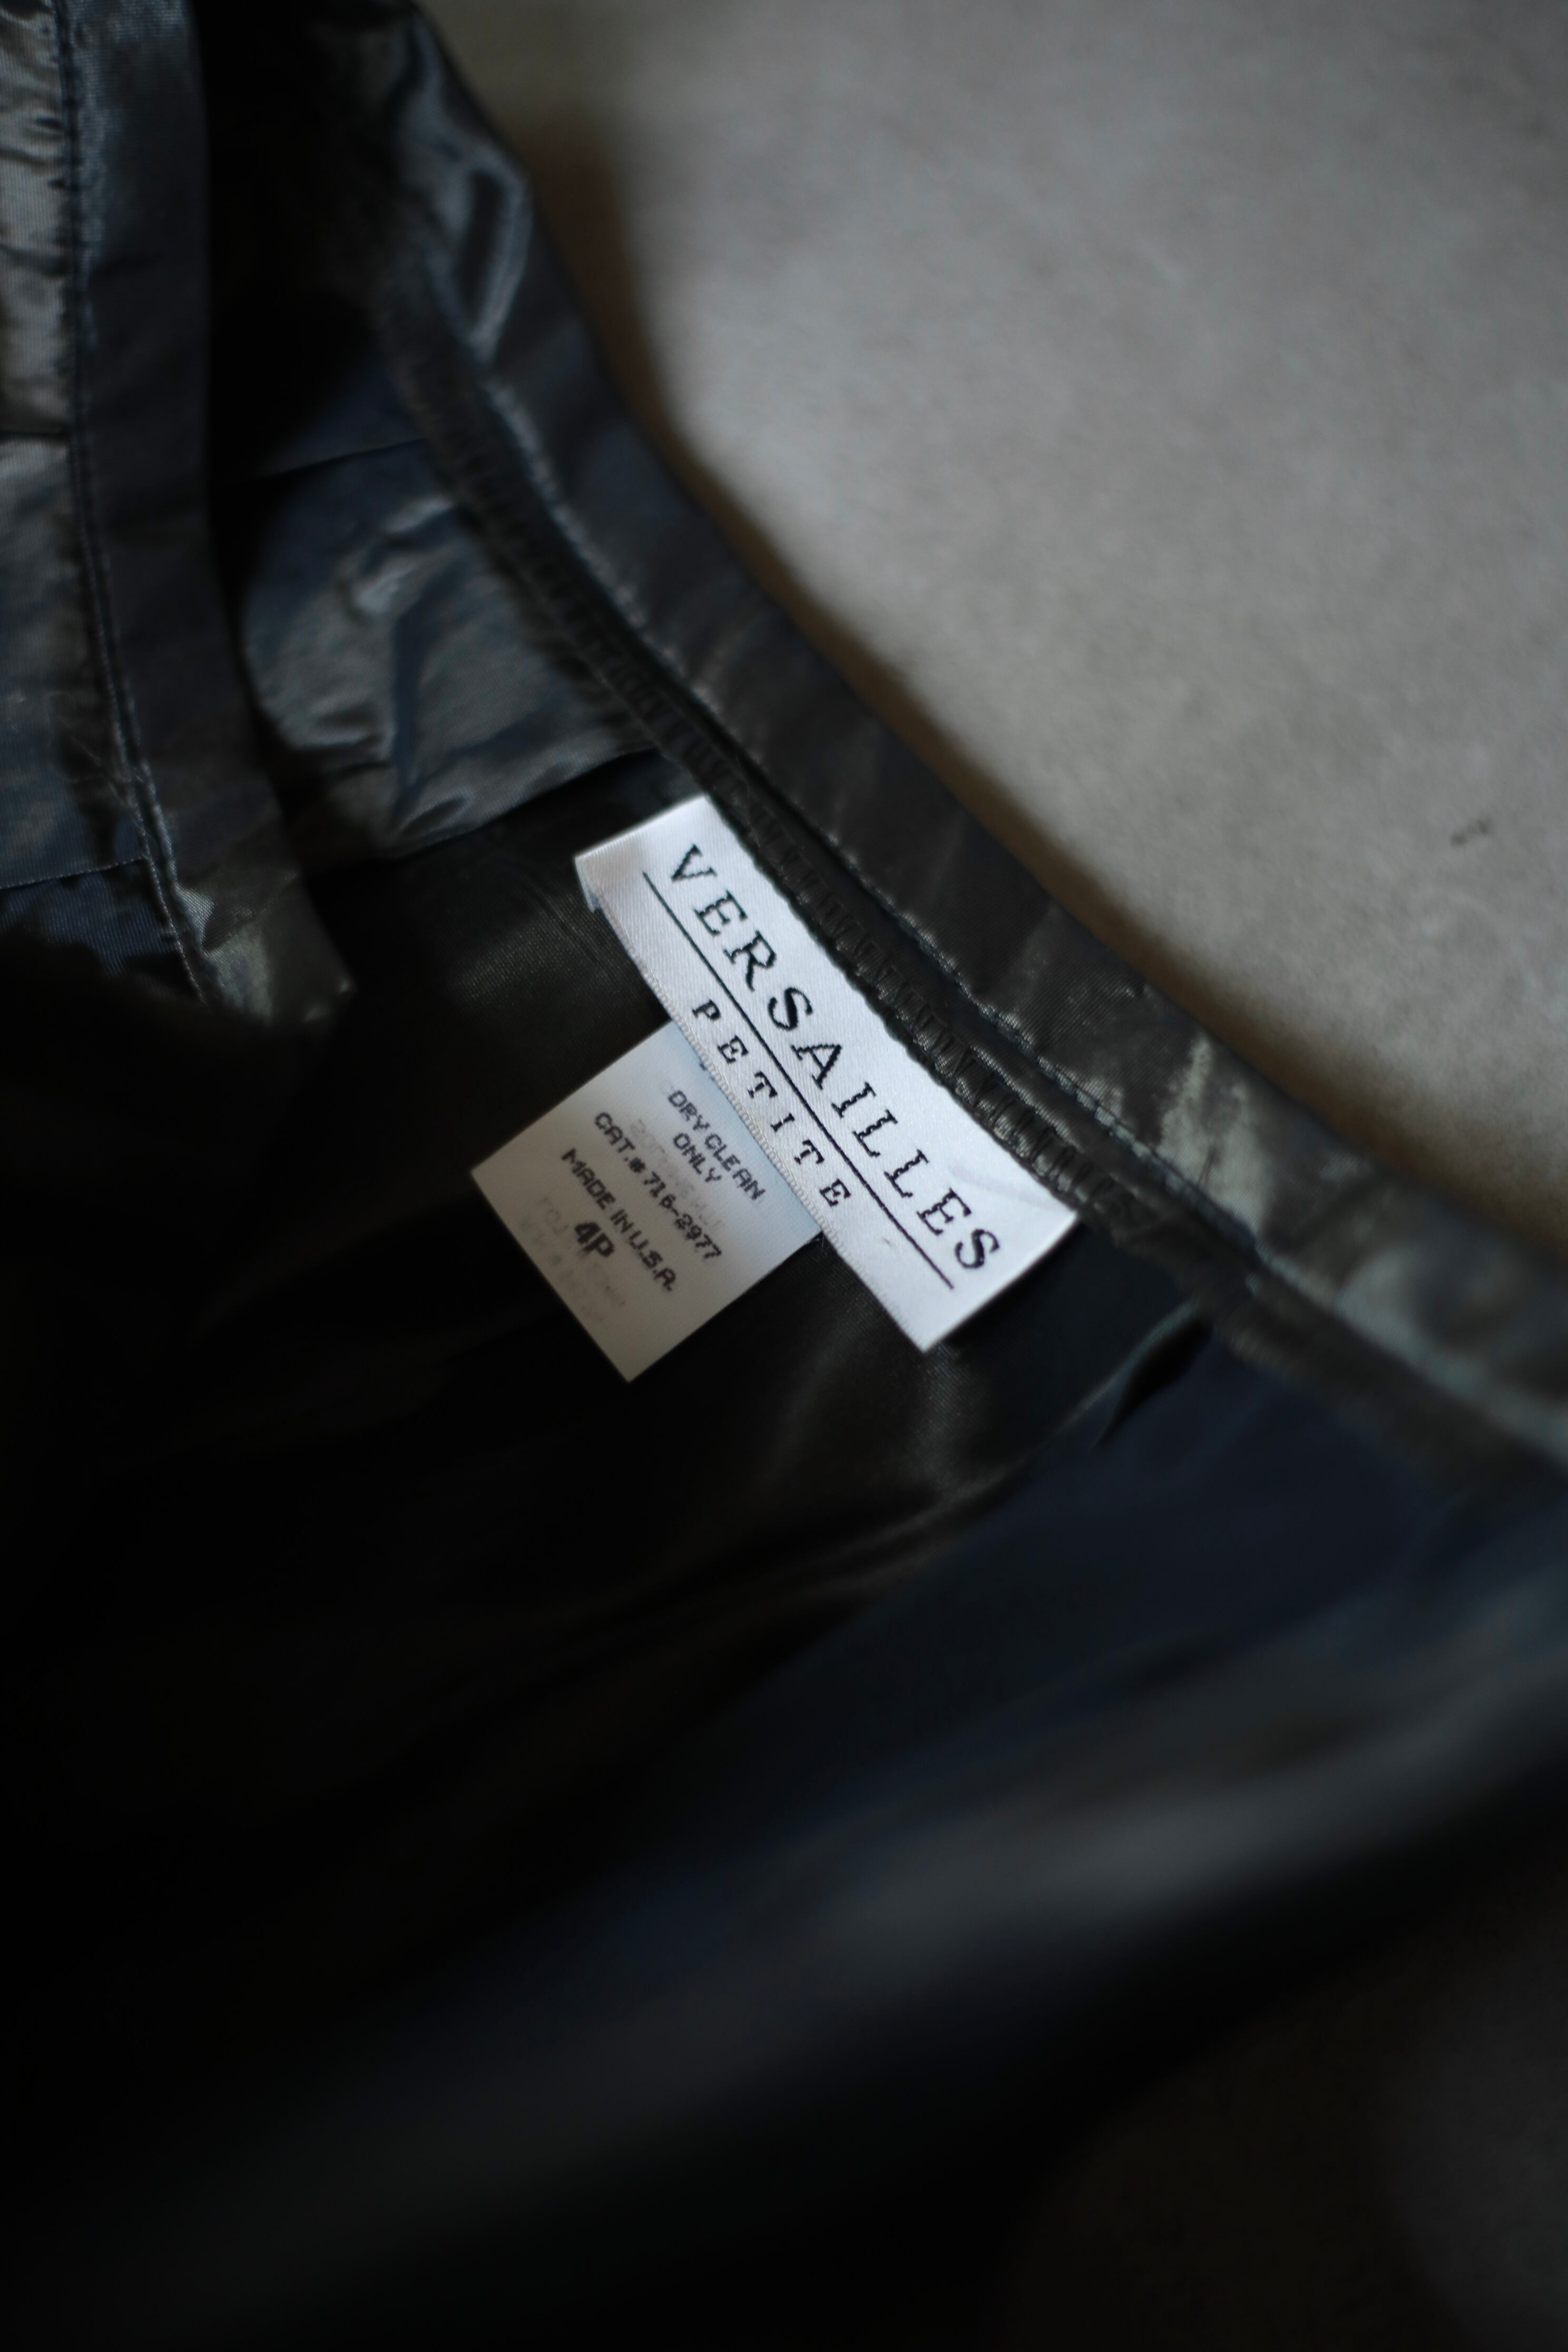 VERSAILLES
PETITE
DRY CLEAN
ONLY
CAT.# 716-2977
MADE IN U.S.A.
4P